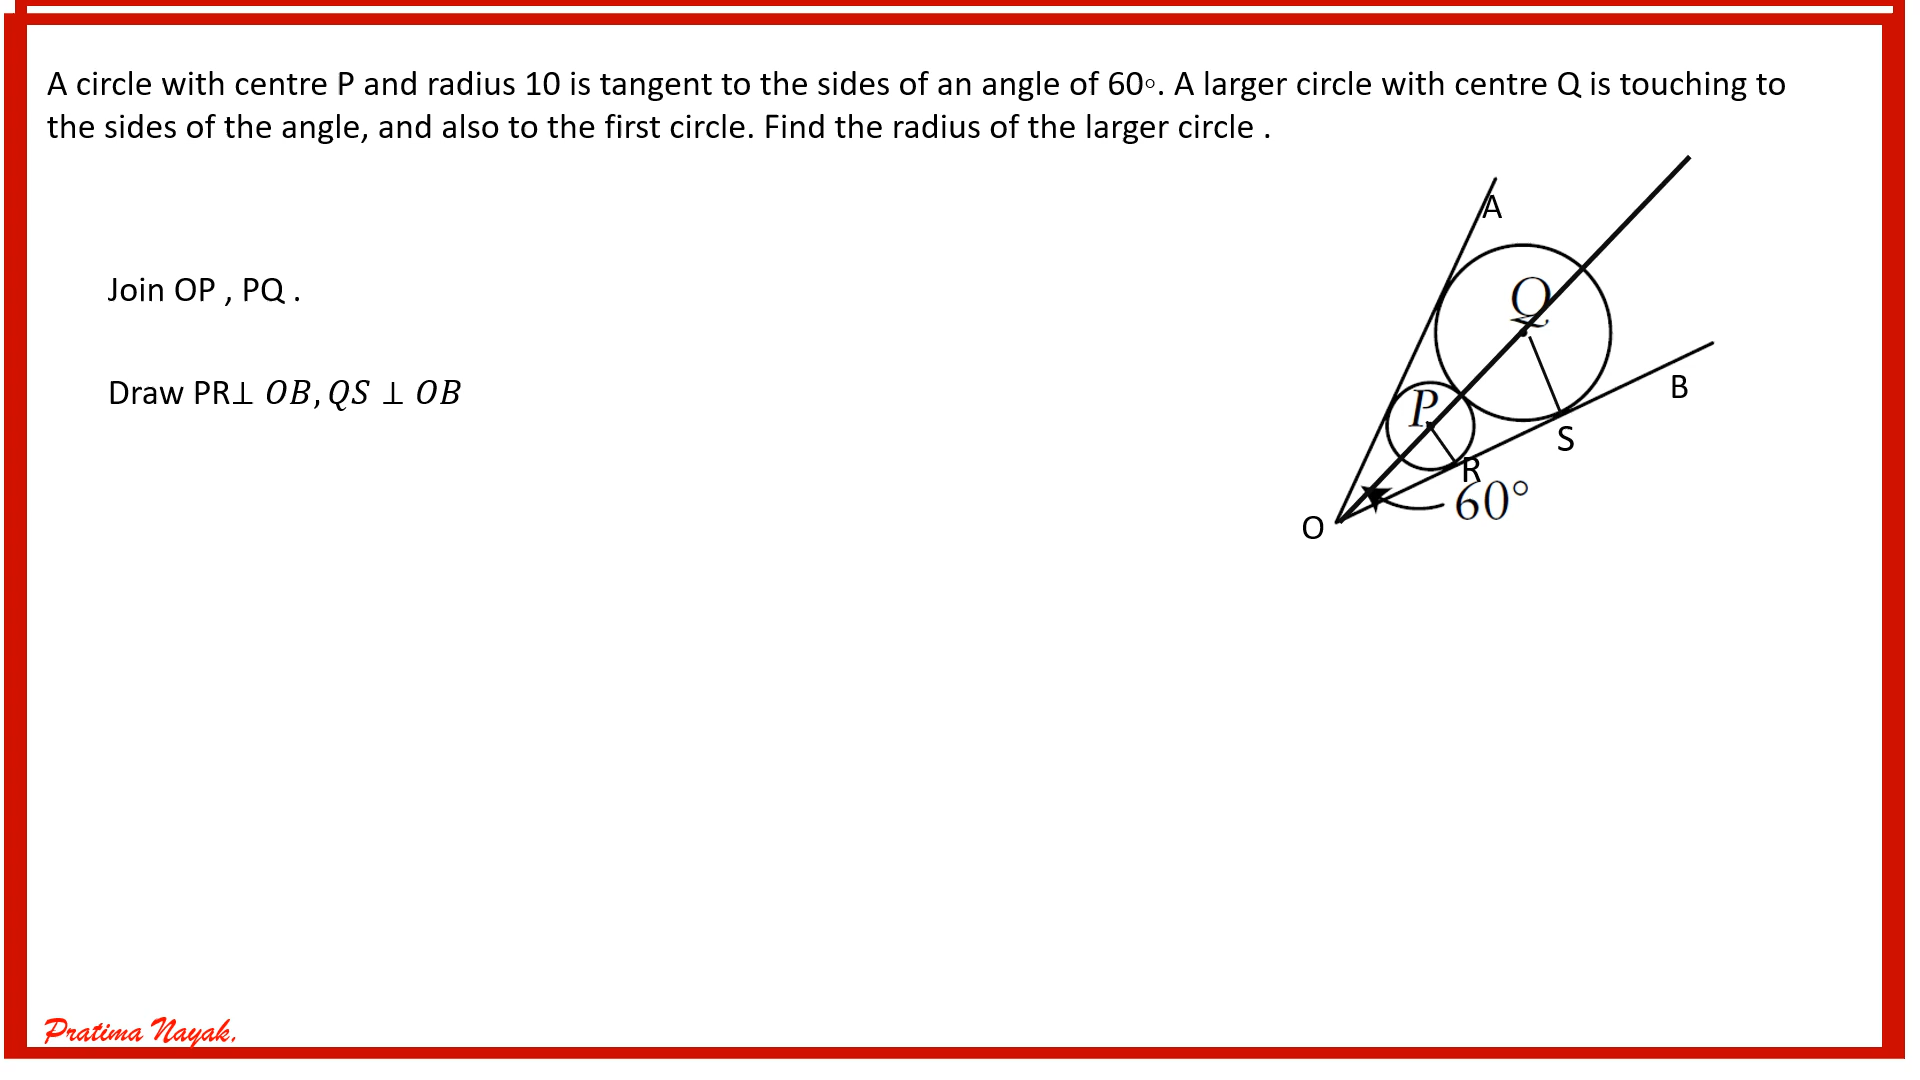 A circle with centre P and radius 10 is tangent to the sides of an angle of 60◦. A larger circle with centre Q is touching to
the sides of the angle, and also to the first circle. Find the radius of the larger circle .
A
Join OP , PQ .
Q
Draw PR⊥ 𝑂𝐵, 𝑄𝑆 ⊥ 𝑂𝐵
B
P
S
R
60°
O
Pratima Nayak.